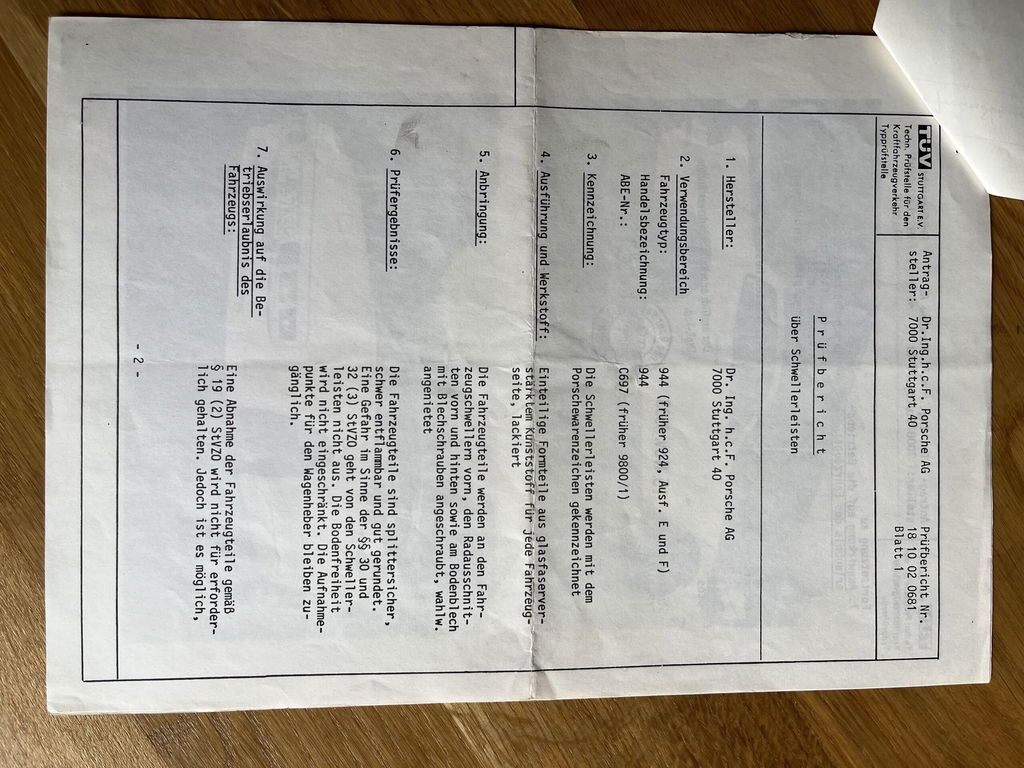 TÜV STUTTGART E.V.
Techn. Prüfstelle für den
Kraftfahrzeugverkehr
Typprüfstelle
Antrag- Dr.Ing.h.c.F. Porsche AG
steller: 7000 Stuttgart 40
Prüfbericht Nr.
18 10 02 0681
Blatt 1
P r ü f b e r i c h t
über Schwellerleisten
1. Hersteller: Dr. Ing. h.c.F. Porsche AG
7000 Stuttgart 40
2. Verwendungsbereich
Fahrzeugtyp: 944 (früher 924, Ausf. E und F)
Handelsbezeichnung: 944
ABE-Nr.: C697 (früher 9800/1)
3. Kennzeichnung: Die Schwellerleisten werden mit dem
Porschewarenzeichen gekennzeichnet
4. Ausführung und Werkstoff: Einteilige Formteile aus glasfaserver-
stärktem Kunststoff für jede Fahrzeug-
seite, lackiert
5. Anbringung: Die Fahrzeugteile werden an den Fahr-
zeugschwellern vorn, den Radausschnit-
ten vorn und hinten sowie am Bodenblech
mit Blechschrauben angeschraubt, wahlw.
angenietet
6. Prüfergebnisse: Die Fahrzeugteile sind splittersicher,
schwer entflammbar und gut gerundet.
Eine Gefahr im Sinne der §§ 30 und
32 (3) StVZO geht von den Schweller-
leisten nicht aus. Die Bodenfreiheit
wird nicht eingeschränkt. Die Aufnahme-
punkte für den Wagenheber bleiben zu-
gänglich.
7. Auswirkung auf die Be-
triebserlaubnis des
Fahrzeugs: Eine Abnahme der Fahrzeugteile gemäß
§ 19 (2) StVZO wird nicht für erforder-
lich gehalten. Jedoch ist es möglich,
- 2 -